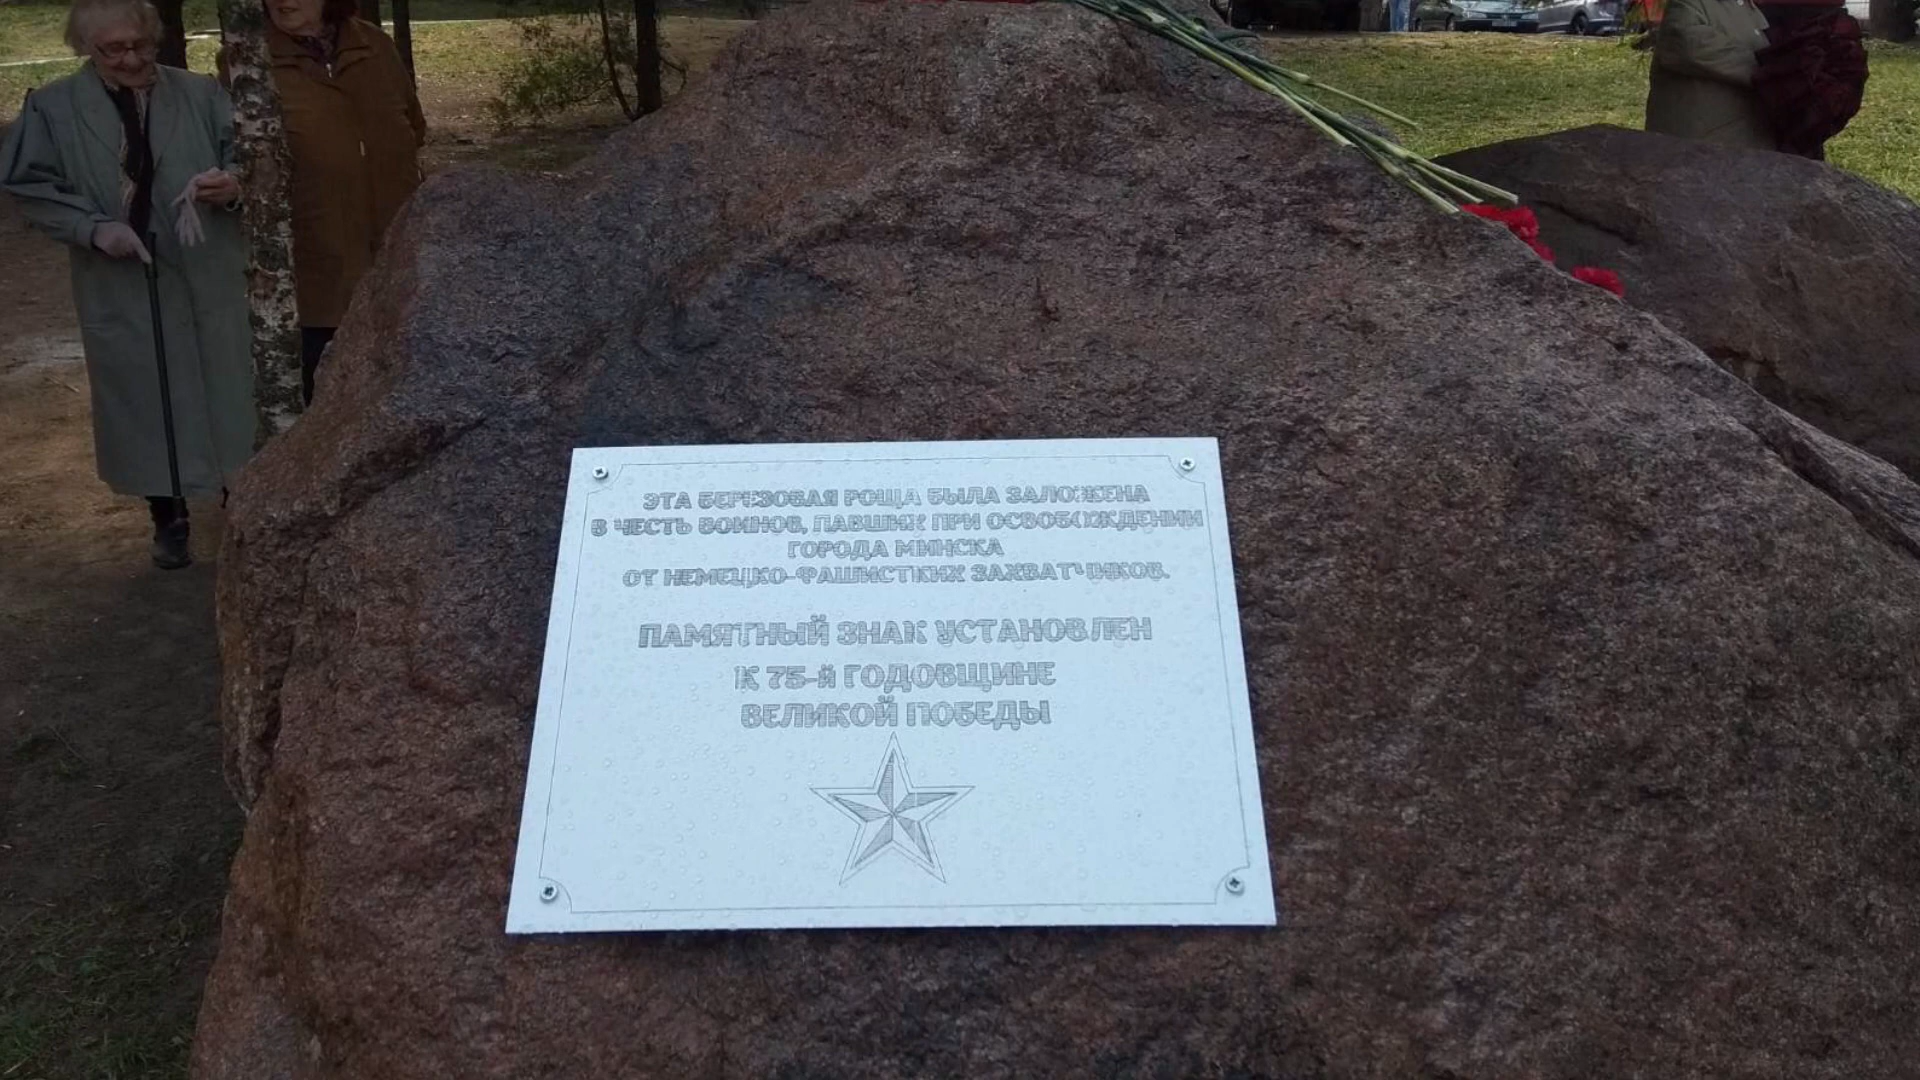 ЭТА БЕРЕЗОВАЯ РОЩА БЫЛА ЗАЛОЖЕНА
В ЧЕСТЬ ВОИНОВ, ПАВШИХ ПРИ ОСВОБОЖДЕНИИ
ГОРОДА МИНСКА
ОТ НЕМЕЦКО-ФАШИСТКИХ ЗАХВАТЧИКОВ.
ПАМЯТНЫЙ ЗНАК УСТАНОВЛЕН
К 75-й ГОДОВЩИНЕ
ВЕЛИКОЙ ПОБЕДЫ